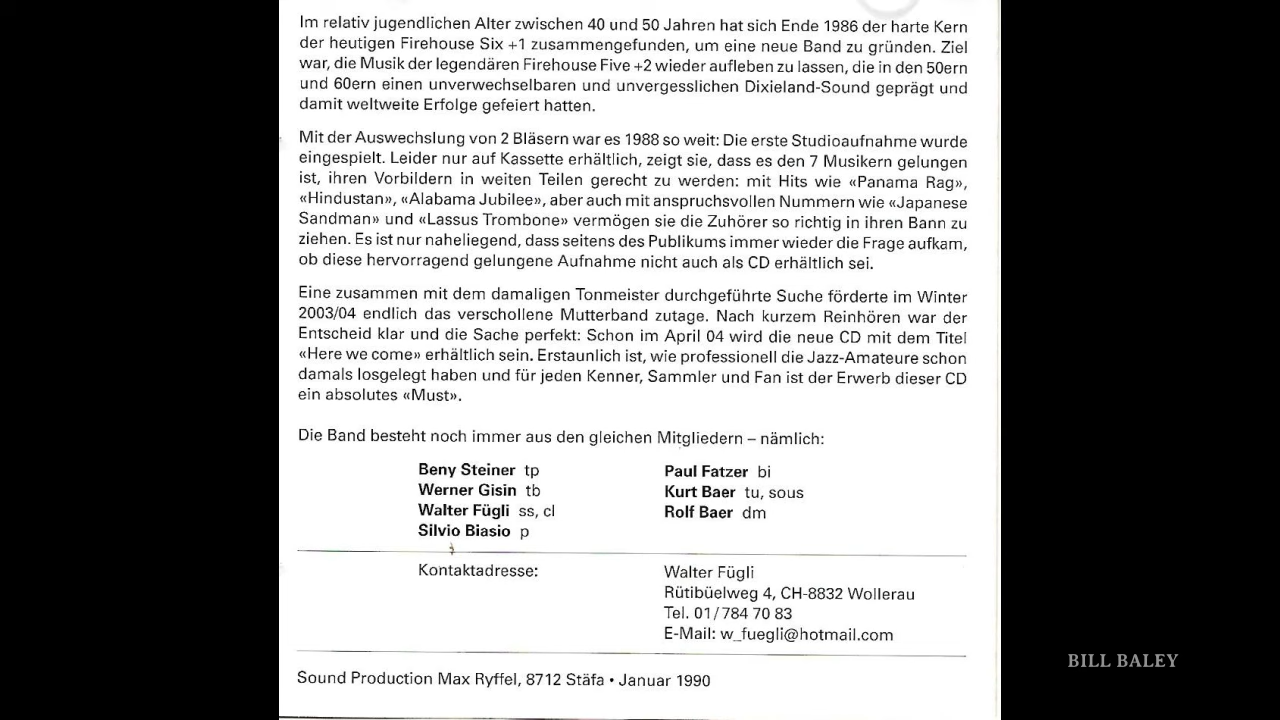 Im relativ jugendlichen Alter zwischen 40 und 50 Jahren hat sich Ende 1986 der harte Kern
der heutigen Firehouse Six +1 zusammengefunden, um eine neue Band zu gründen. Ziel
war, die Musik der legendären Firehouse Five +2 wieder aufleben zu lassen, die in den 50ern
und 60ern einen unverwechselbaren und unvergesslichen Dixieland-Sound geprägt und
damit weltweite Erfolge gefeiert hatten.
Mit der Auswechslung von 2 Bläsern war es 1988 so weit: Die erste Studioaufnahme wurde
eingespielt. Leider nur auf Kassette erhältlich, zeigt sie, dass es den 7 Musikern gelungen
ist, ihren Vorbildern in weiten Teilen gerecht zu werden: mit Hits wie «Panama Rag»,
«Hindustan», «Alabama Jubilee», aber auch mit anspruchsvollen Nummern wie «Japanese
Sandman» und «Lassus Trombone» vermögen sie die Zuhörer so richtig in ihren Bann zu
ziehen. Es ist nur naheliegend, dass seitens des Publikums immer wieder die Frage aufkam,
ob diese hervorragend gelungene Aufnahme nicht auch als CD erhältlich sei.
Eine zusammen mit dem damaligen Tonmeister durchgeführte Suche förderte im Winter
2003/04 endlich das verschollene Mutterband zutage. Nach kurzem Reinhören war der
Entscheid klar und die Sache perfekt: Schon im April 04 wird die neue CD mit dem Titel
«Here we come» erhältlich sein. Erstaunlich ist, wie professionell die Jazz-Amateure schon
damals losgelegt haben und für jeden Kenner, Sammler und Fan ist der Erwerb dieser CD
ein absolutes «Must».
Die Band besteht noch immer aus den gleichen Mitgliedern – nämlich:
Beny Steiner tp
Werner Gisin tb
Walter Fügli ss, cl
Silvio Biasio p
Paul Fatzer bj
Kurt Baer tu, sous
Rolf Baer dm
Kontaktadresse:
Walter Fügli
Rütibüelweg 4, CH-8832 Wollerau
Tel. 01/784 70 83
E-Mail: w_fuegli@hotmail.com
Sound Production Max Ryffel, 8712 Stäfa • Januar 1990
BILL BALEY